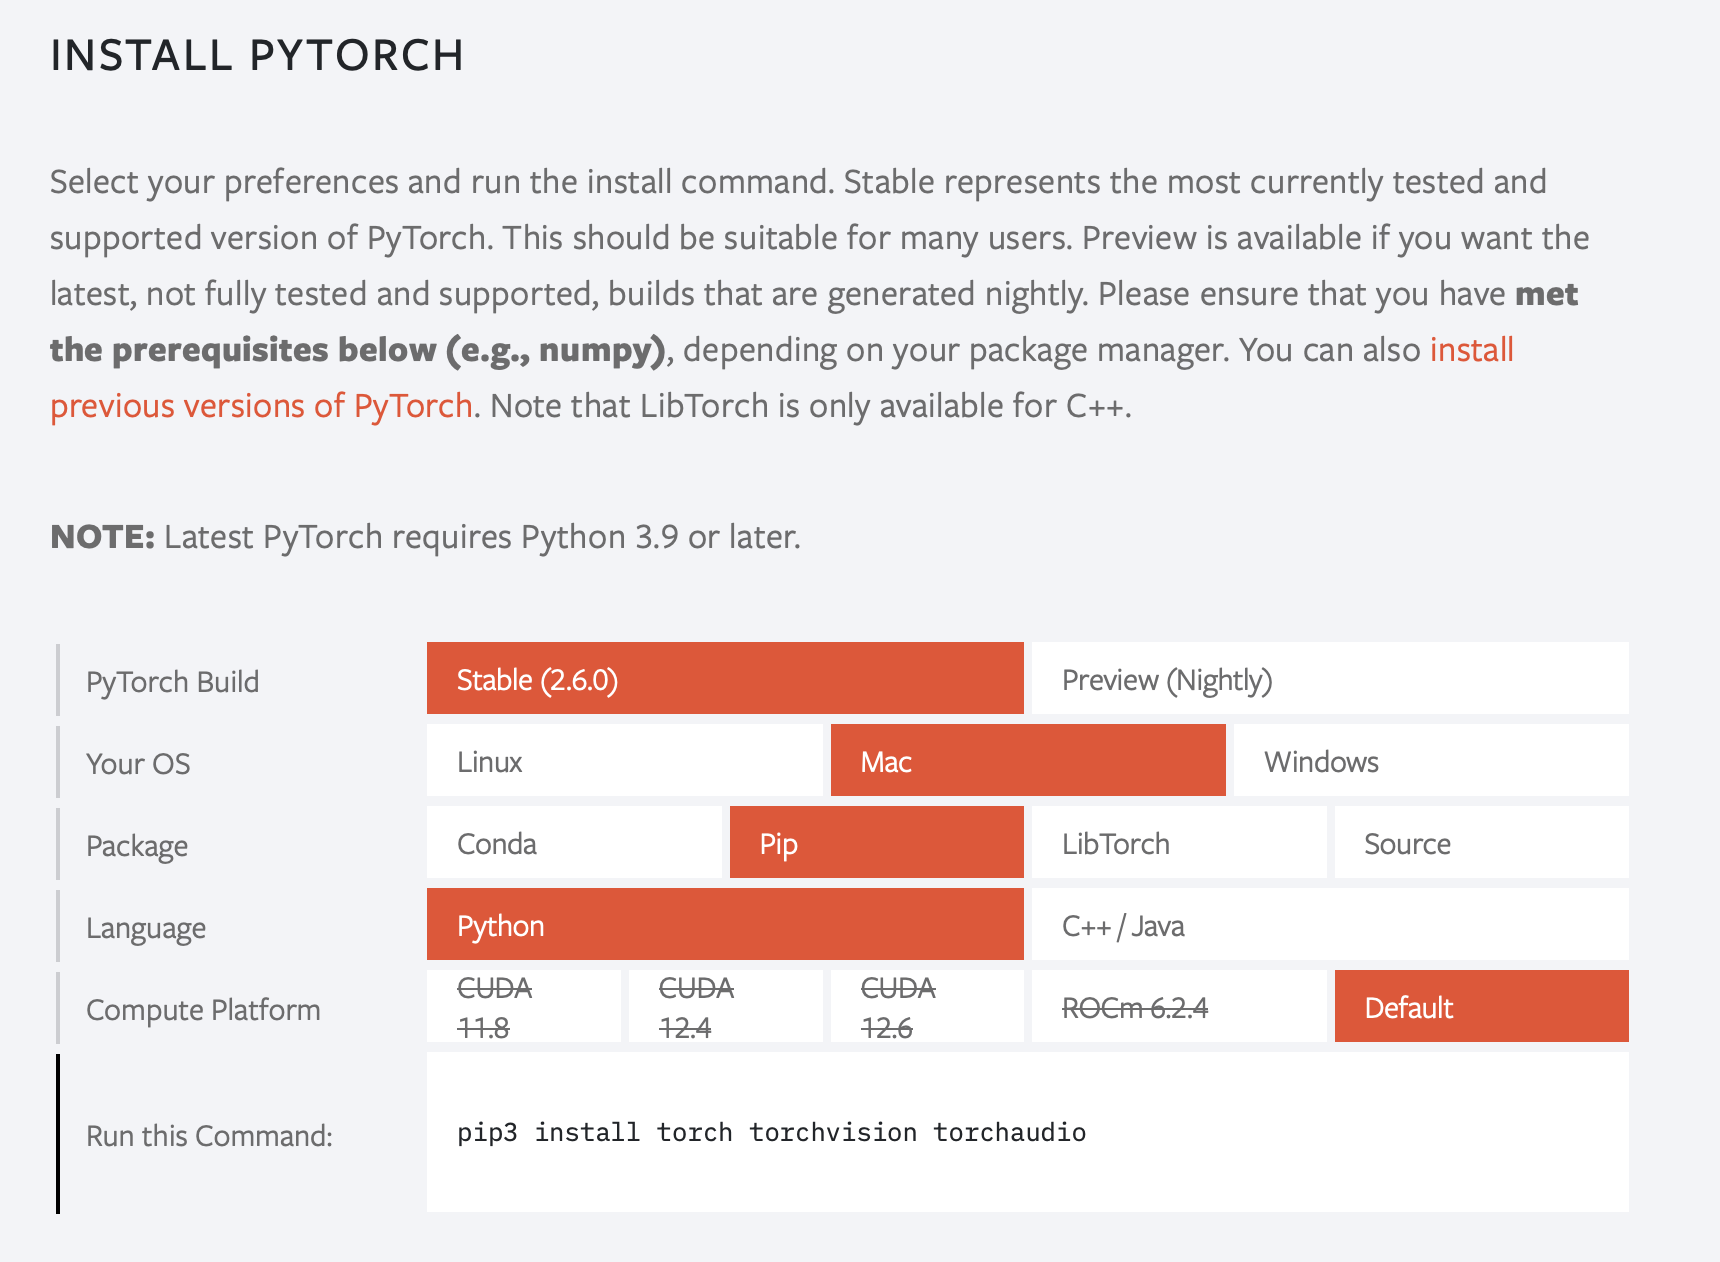 INSTALL PYTORCH
Select your preferences and run the install command. Stable represents the most currently tested and
supported version of PyTorch. This should be suitable for many users. Preview is available if you want the
latest, not fully tested and supported, builds that are generated nightly. Please ensure that you have met
the prerequisites below (e.g., numpy), depending on your package manager. You can also install
previous versions of PyTorch. Note that LibTorch is only available for C++.
NOTE: Latest PyTorch requires Python 3.9 or later.
PyTorch Build Stable (2.6.0) Preview (Nightly)
Your OS Linux Mac Windows
Package Conda Pip LibTorch Source
Language Python C++ / Java
Compute Platform CUDA 11.8 CUDA 12.4 CUDA 12.6 ROCm 6.2.4 Default
Run this Command: pip3 install torch torchvision torchaudio